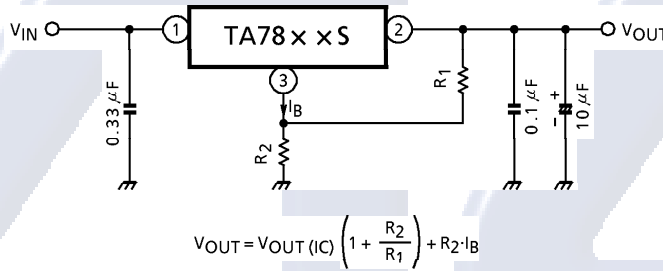 VIN
1
TA78××S
2
VOUT
3
IB
R1
R2
0.33 μF
0.1 μF
+
−
10 μF
VOUT = VOUT (IC) (1 + R2/R1) + R2·IB